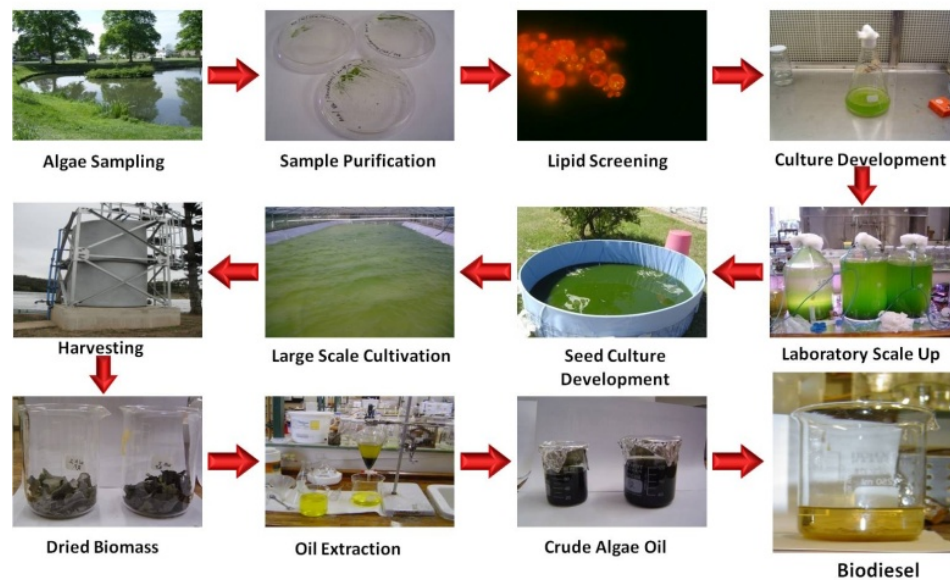 Algae Sampling
Sample Purification
Lipid Screening
Culture Development
Laboratory Scale Up
Seed Culture
Development
Large Scale Cultivation
Harvesting
Dried Biomass
Oil Extraction
Crude Algae Oil
Biodiesel